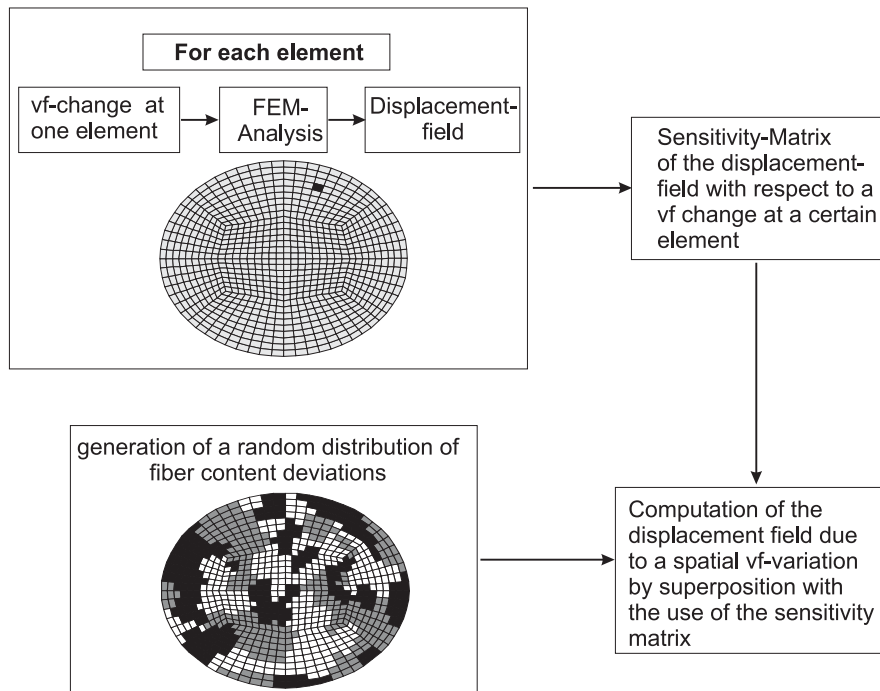 For each element
vf-change at
one element
FEM-
Analysis
Displacement-
field
Sensitivity-Matrix
of the displacement-
field with respect to a
vf change at a certain
element
generation of a random distribution of
fiber content deviations
Computation of the
displacement field due
to a spatial vf-variation
by superposition with
the use of the sensitivity
matrix